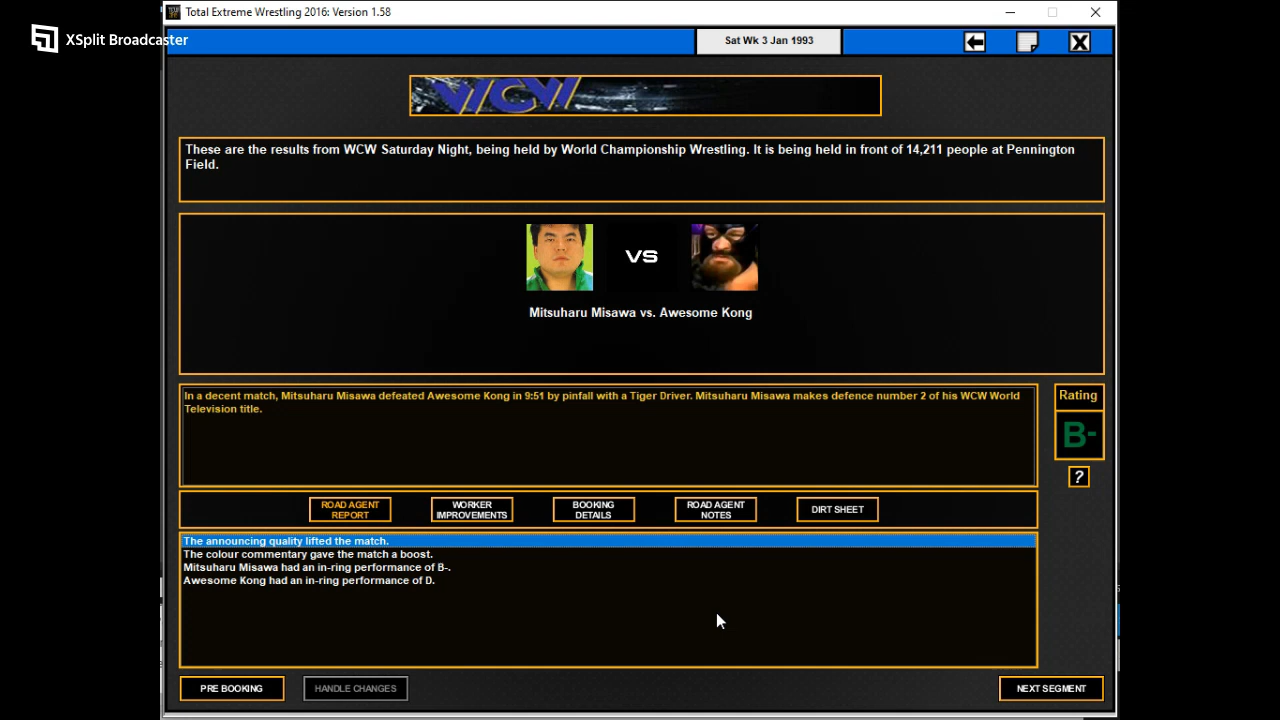 Total Extreme Wrestling 2016: Version 1.58
XSplit Broadcaster
Sat Wk 3 Jan 1993
WCW
These are the results from WCW Saturday Night, being held by World Championship Wrestling. It is being held in front of 14,211 people at Pennington
Field.
VS
Mitsuharu Misawa vs. Awesome Kong
In a decent match, Mitsuharu Misawa defeated Awesome Kong in 9:51 by pinfall with a Tiger Driver. Mitsuharu Misawa makes defence number 2 of his WCW World
Television title.
Rating
B-
?
ROAD AGENT
REPORT
WORKER
IMPROVEMENTS
BOOKING
DETAILS
ROAD AGENT
NOTES
DIRT SHEET
The announcing quality lifted the match.
The colour commentary gave the match a boost.
Mitsuharu Misawa had an in-ring performance of B-.
Awesome Kong had an in-ring performance of D.
PRE BOOKING
HANDLE CHANGES
NEXT SEGMENT